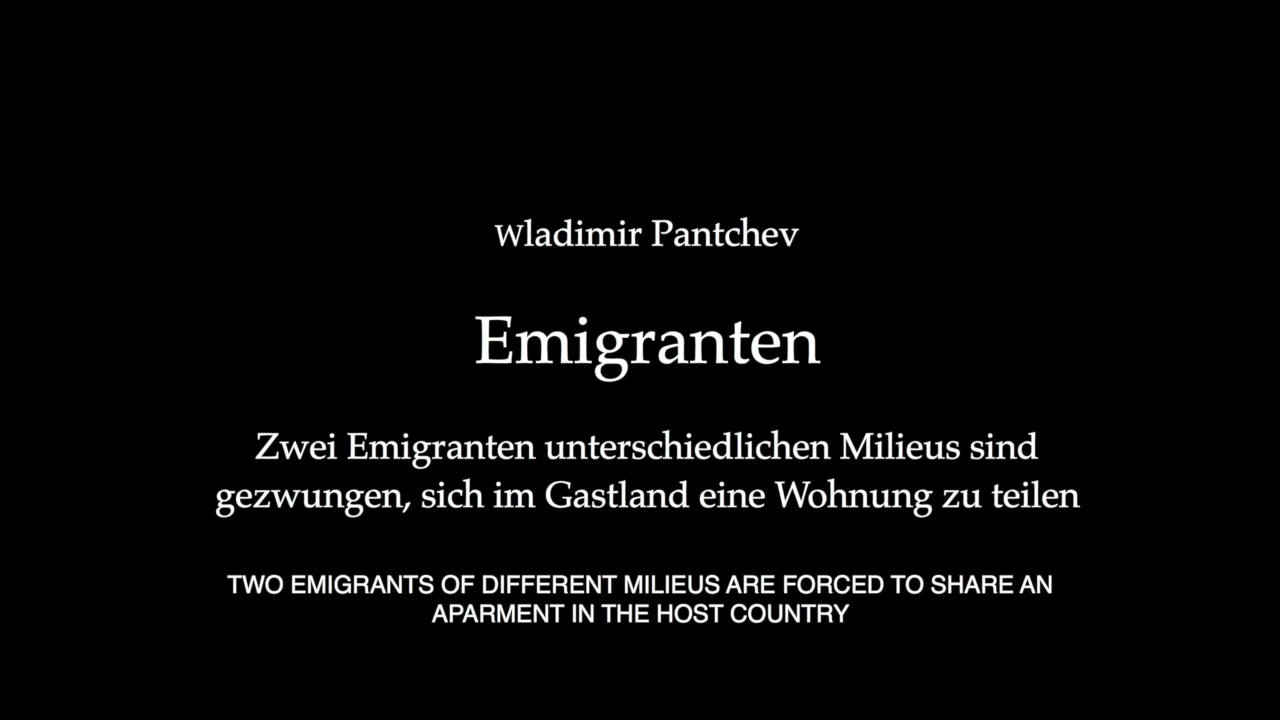 Wladimir Pantchev
Emigranten
Zwei Emigranten unterschiedlichen Milieus sind
gezwungen, sich im Gastland eine Wohnung zu teilen
TWO EMIGRANTS OF DIFFERENT MILIEUS ARE FORCED TO SHARE AN
APARMENT IN THE HOST COUNTRY